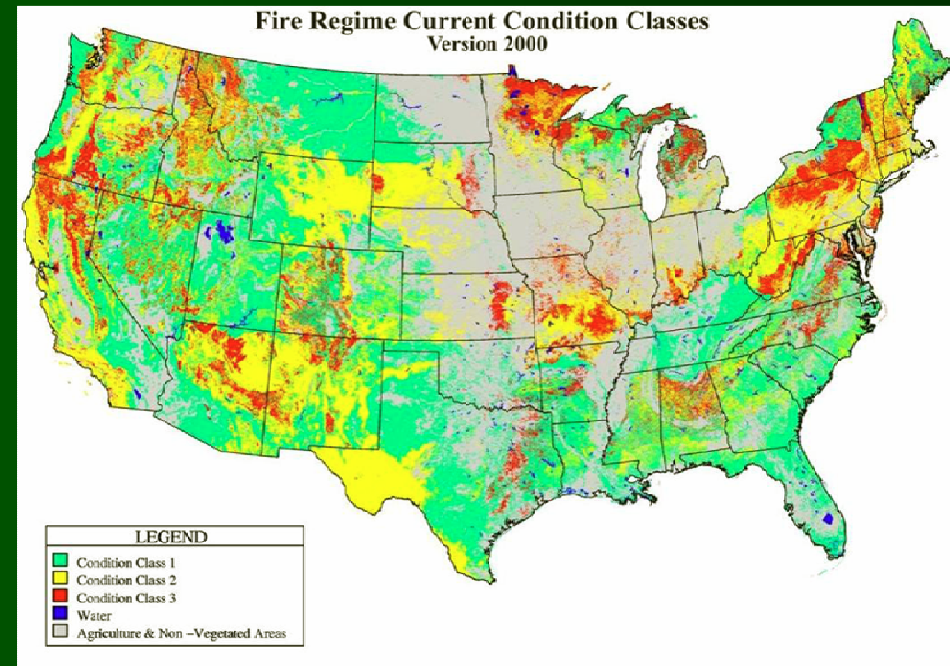 Fire Regime Current Condition Classes
Version 2000
LEGEND
Condition Class 1
Condition Class 2
Condition Class 3
Water
Agriculture & Non -Vegetated Areas